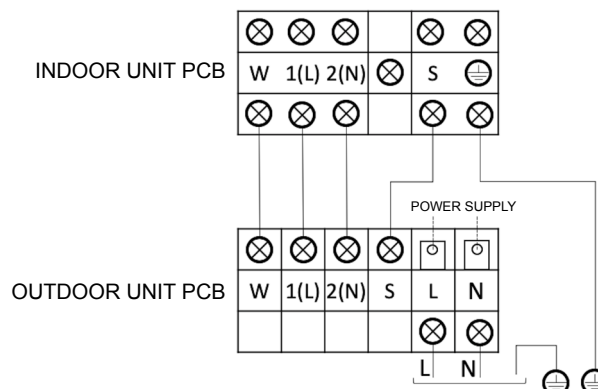 INDOOR UNIT PCB
W 1(L) 2(N) S
POWER SUPPLY
OUTDOOR UNIT PCB
W 1(L) 2(N) S L N
L N